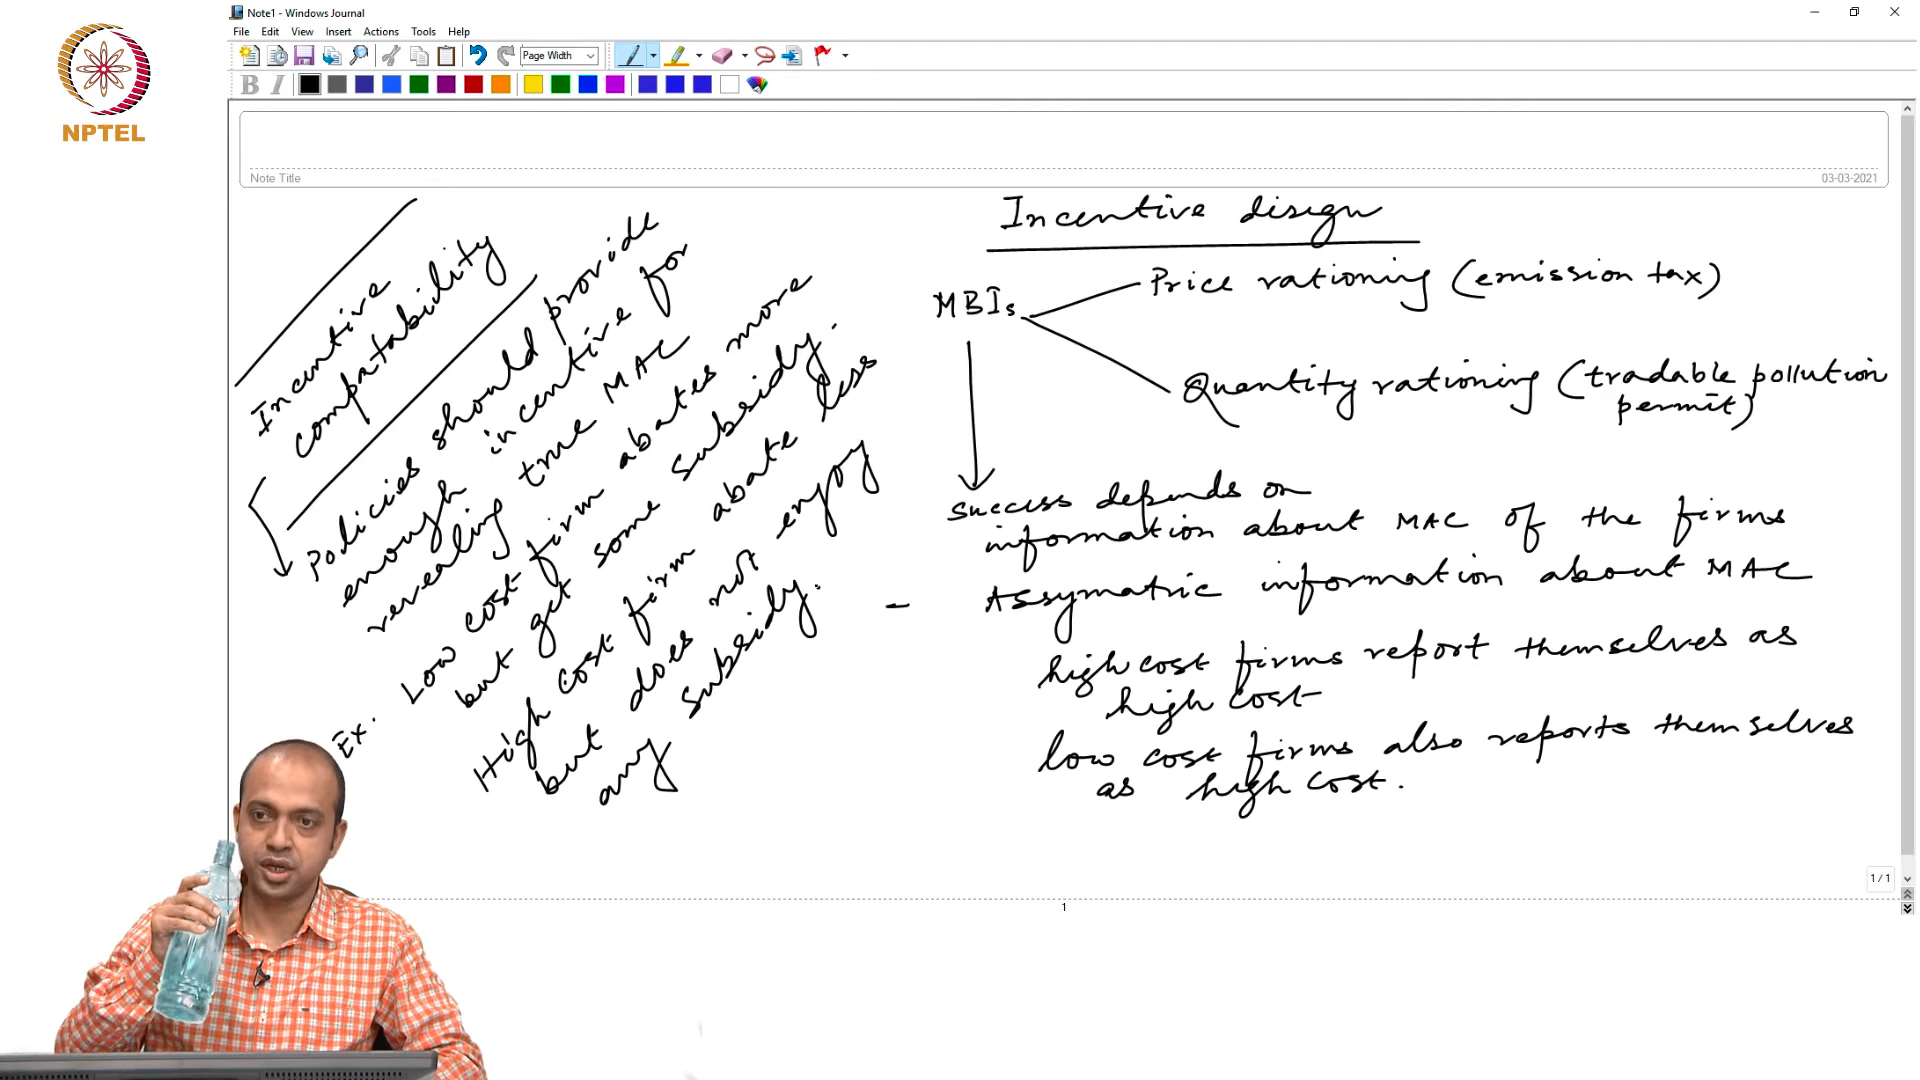 Note1 - Windows Journal
File Edit View Insert Actions Tools Help
Page Width
B I
NPTEL
Note Title
03-03-2021
Incentive disign
MBIs
Price rationing (emission tax)
Quantity rationing (tradable pollution
permit)
success depends on
information about MAC of the firms
- Assymatric information about MAC
high cost firms report themselves as
high cost
low cost firms also reports themselves
as high cost.
Incentive
compatability
Policies should provide
enough incentive for
revealing true MAC
Ex. Low cost firm abates more
but get some subsidy.
High cost firm abate less
but does not enjoy
any subsidy.
1 / 1
1